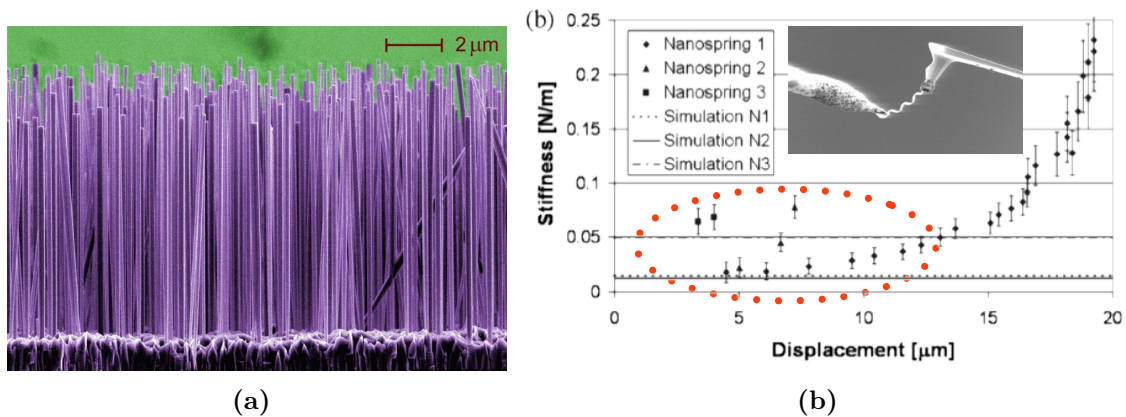 2 μm
(a)
(b)
Stiffness [N/m]
0.25
0.2
0.15
0.1
0.05
0
Nanospring 1
Nanospring 2
Nanospring 3
Simulation N1
Simulation N2
Simulation N3
0 5 10 15 20
Displacement [μm]
(b)